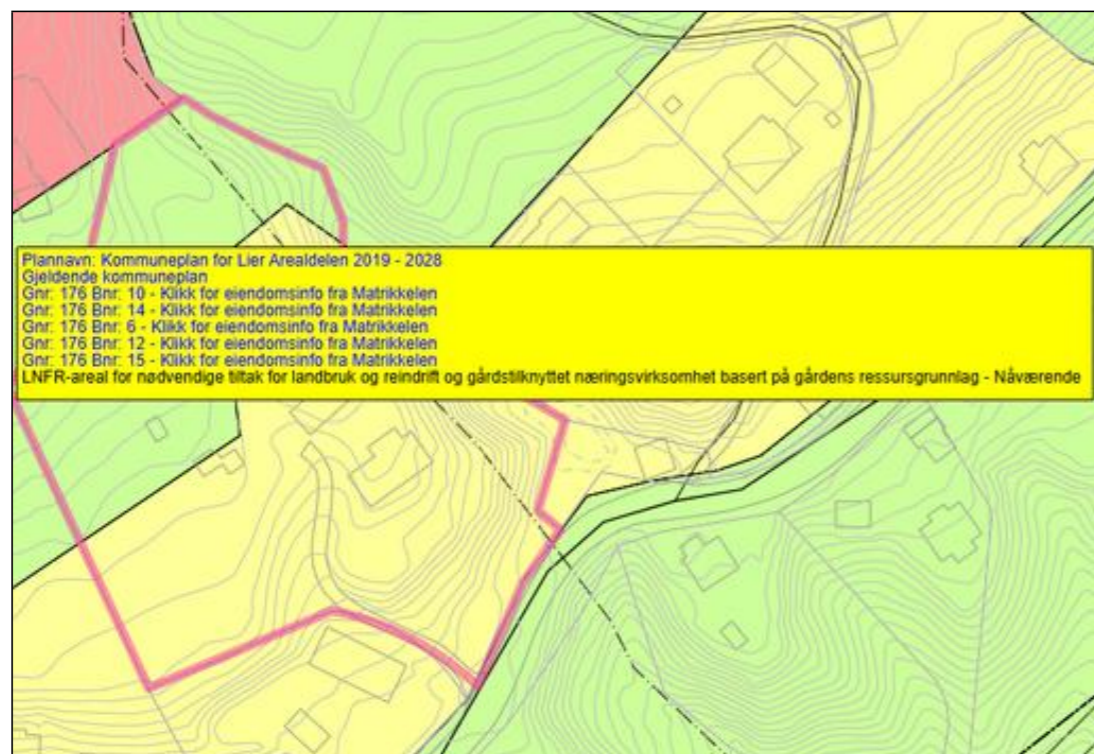 Plannavn: Kommuneplan for Lier Arealdelen 2019 - 2028
Gjeldende kommuneplan
Gnr: 176 Bnr: 10 - Klikk for eiendomsinfo fra Matrikkelen
Gnr: 176 Bnr: 14 - Klikk for eiendomsinfo fra Matrikkelen
Gnr: 176 Bnr: 6 - Klikk for eiendomsinfo fra Matrikkelen
Gnr: 176 Bnr: 12 - Klikk for eiendomsinfo fra Matrikkelen
Gnr: 176 Bnr: 15 - Klikk for eiendomsinfo fra Matrikkelen
LNFR-areal for nødvendige tiltak for landbruk og reindrift og gårdstilknyttet næringsvirksomhet basert på gårdens ressursgrunnlag - Nåværende